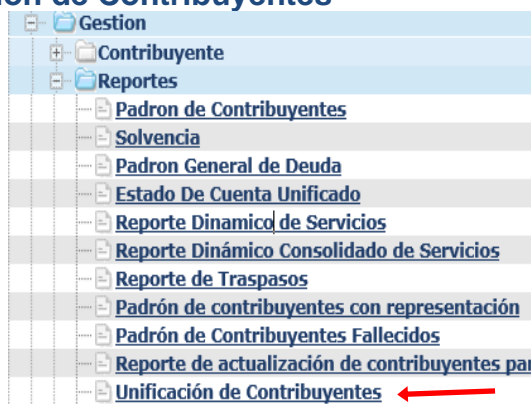 ión de Contribuyentes
Gestion
Contribuyente
Reportes
Padron de Contribuyentes
Solvencia
Padron General de Deuda
Estado De Cuenta Unificado
Reporte Dinamico de Servicios
Reporte Dinámico Consolidado de Servicios
Reporte de Traspasos
Padrón de contribuyentes con representación
Padrón de Contribuyentes Fallecidos
Reporte de actualización de contribuyentes par
Unificación de Contribuyentes